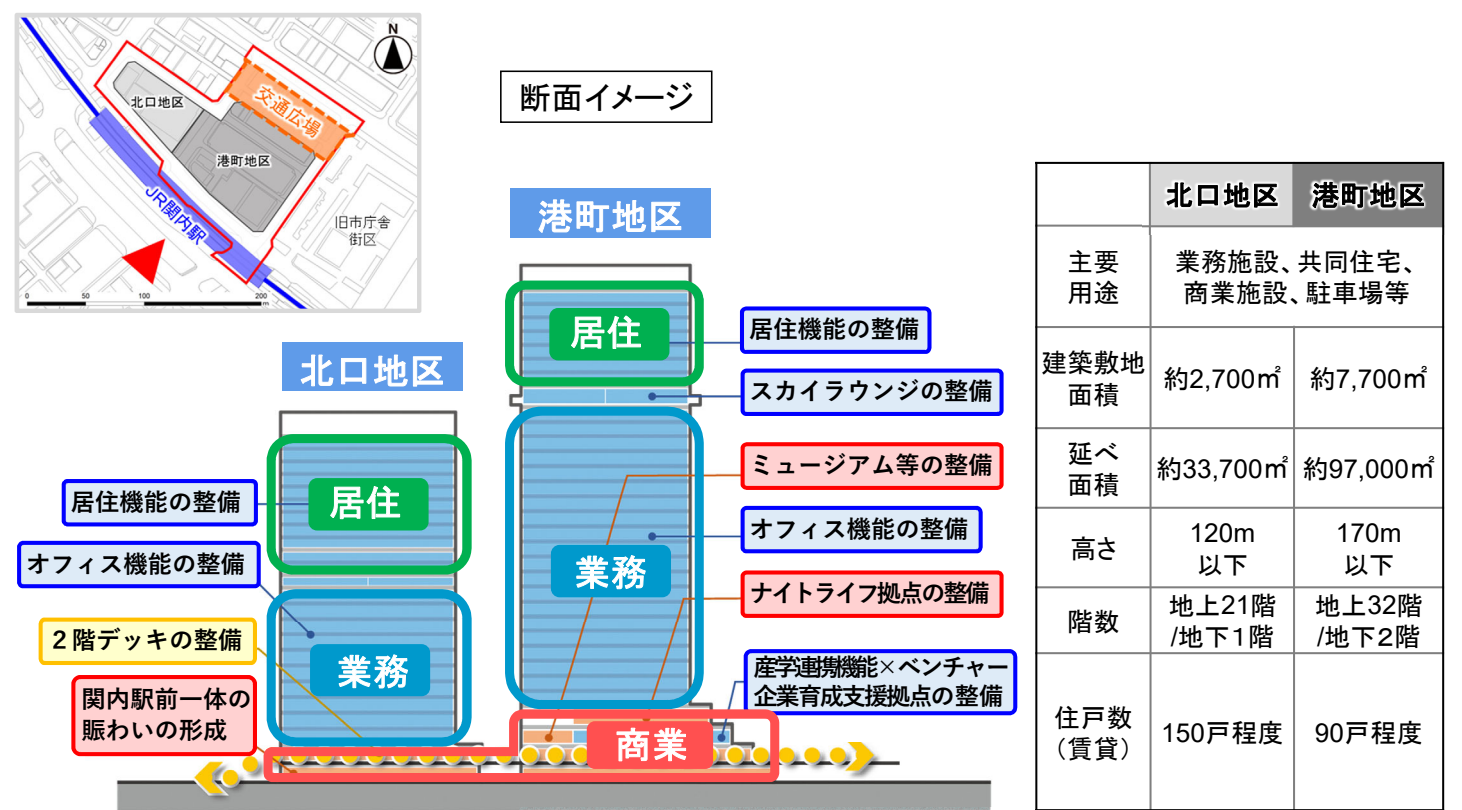 N
北口地区
交通広場
港町地区
JR関内駅
旧市庁舎
街区
0 50 100 200
m
断面イメージ
港町地区
居住
居住機能の整備
スカイラウンジの整備
ミュージアム等の整備
オフィス機能の整備
業務
ナイトライフ拠点の整備
産学連携機能×ベンチャー
企業育成支援拠点の整備
商業
北口地区
居住
居住機能の整備
オフィス機能の整備
業務
2階デッキの整備
関内駅前一体の
賑わいの形成
北口地区 港町地区
主要
用途
業務施設、共同住宅、
商業施設、駐車場等
建築敷地
面積
約2,700㎡ 約7,700㎡
延べ
面積
約33,700㎡ 約97,000㎡
高さ
120m
以下
170m
以下
階数
地上21階
/地下1階
地上32階
/地下2階
住戸数
(賃貸)
150戸程度 90戸程度